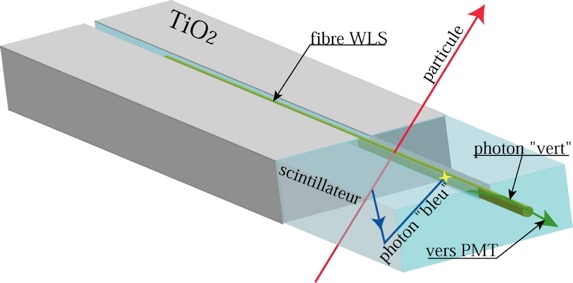 TiO2
fibre WLS
particule
scintillateur
photon "bleu"
photon "vert"
vers PMT